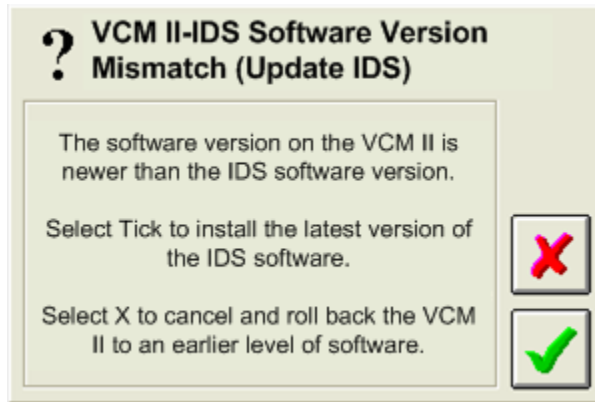 ? VCM II-IDS Software Version
Mismatch (Update IDS)
The software version on the VCM II is
newer than the IDS software version.
Select Tick to install the latest version of
the IDS software.
Select X to cancel and roll back the VCM
II to an earlier level of software.